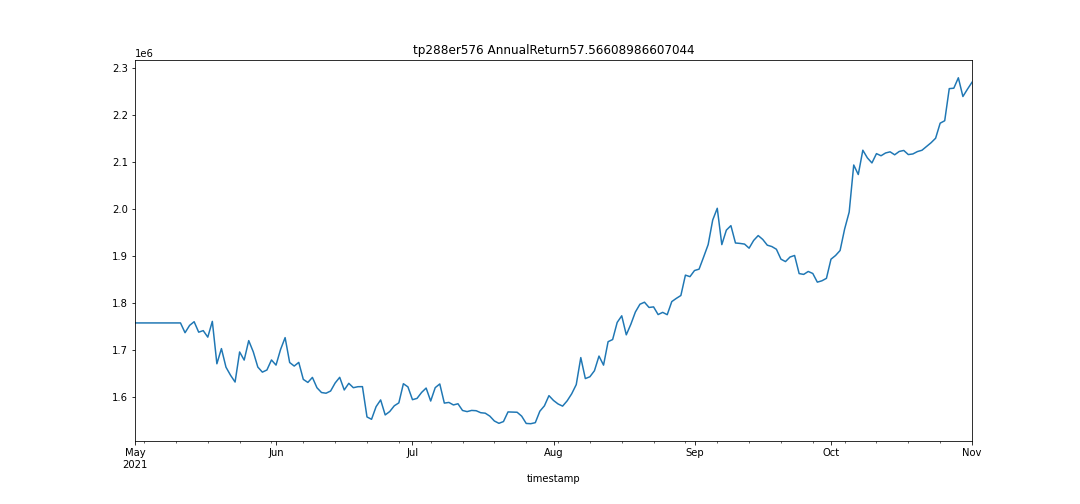 tp288er576 AnnualReturn57.56608986607044
1e6
2.3
2.2
2.1
2.0
1.9
1.8
1.7
1.6
May Jun Jul Aug Sep Oct Nov
2021
timestamp